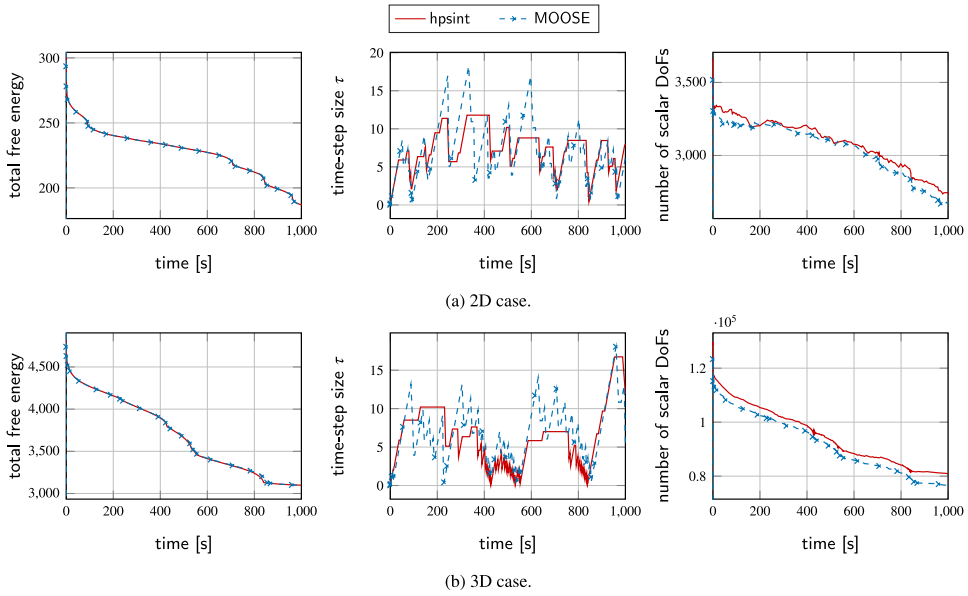 hpsint MOOSE
total free energy
300
250
200
0 200 400 600 800 1,000
time [s]
time-step size τ
20
15
10
5
0
0 200 400 600 800 1,000
time [s]
number of scalar DoFs
3,500
3,000
0 200 400 600 800 1,000
time [s]
(a) 2D case.
total free energy
4,500
4,000
3,500
3,000
0 200 400 600 800 1,000
time [s]
time-step size τ
15
10
5
0
0 200 400 600 800 1,000
time [s]
number of scalar DoFs
·10⁵
1.2
1
0.8
0 200 400 600 800 1,000
time [s]
(b) 3D case.